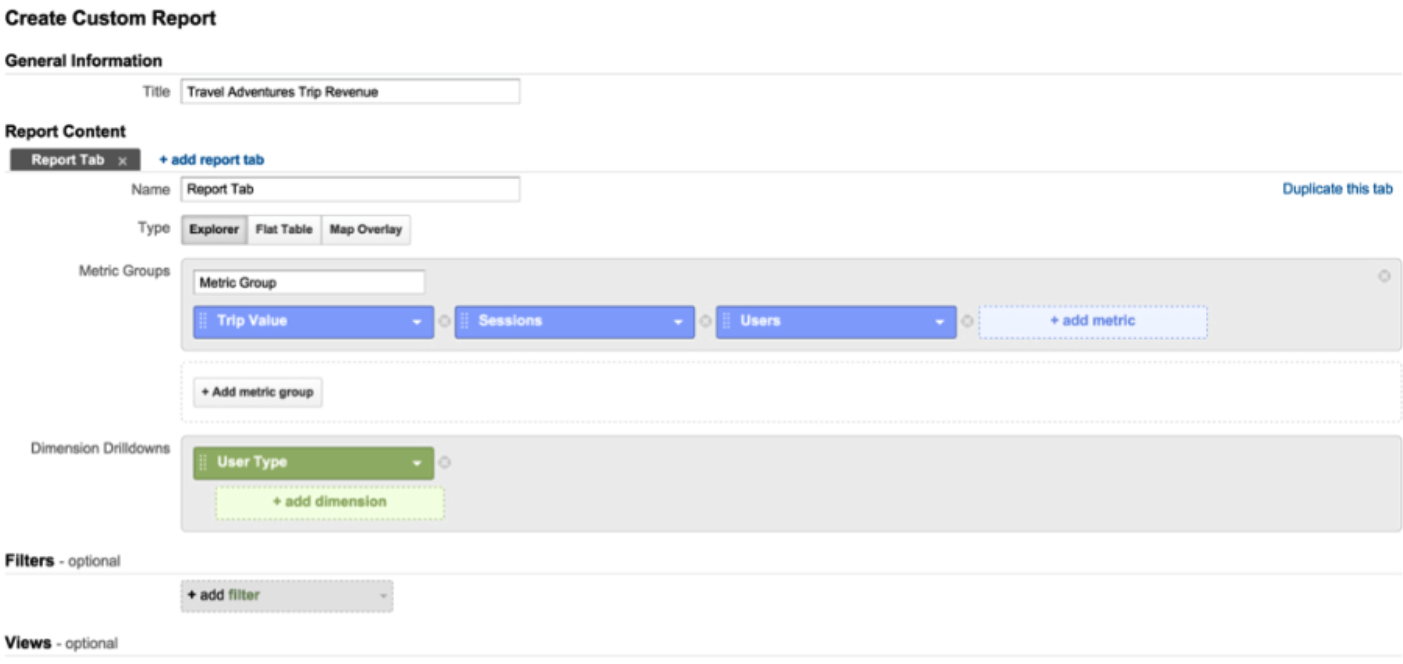 Create Custom Report
General Information
Title Travel Adventures Trip Revenue
Report Content
Report Tab x + add report tab
Name Report Tab Duplicate this tab
Type Explorer Flat Table Map Overlay
Metric Groups
Metric Group
Trip Value Sessions Users + add metric
+ Add metric group
Dimension Drilldowns
User Type
+ add dimension
Filters - optional
+ add filter
Views - optional